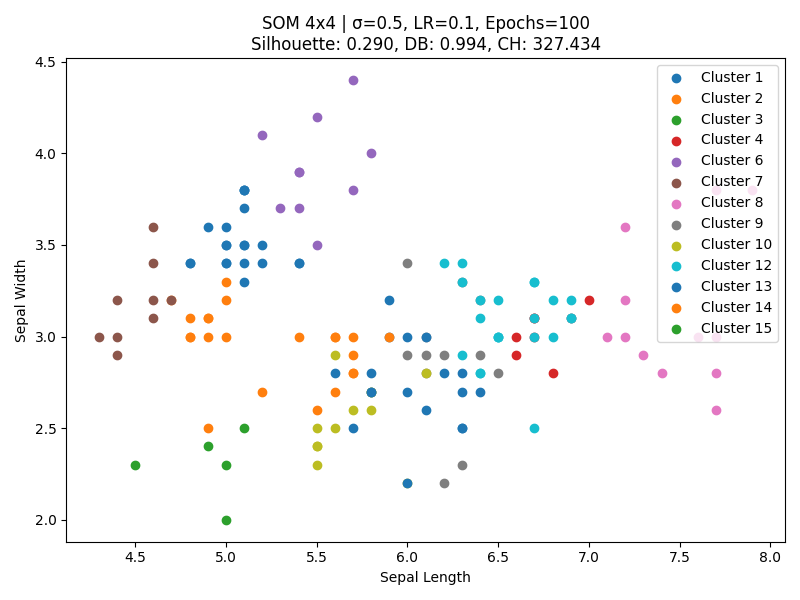 SOM 4x4 | σ=0.5, LR=0.1, Epochs=100
Silhouette: 0.290, DB: 0.994, CH: 327.434
Sepal Width
4.5
4.0
3.5
3.0
2.5
2.0
Cluster 1
Cluster 2
Cluster 3
Cluster 4
Cluster 6
Cluster 7
Cluster 8
Cluster 9
Cluster 10
Cluster 12
Cluster 13
Cluster 14
Cluster 15
4.5 5.0 5.5 6.0 6.5 7.0 7.5 8.0
Sepal Length